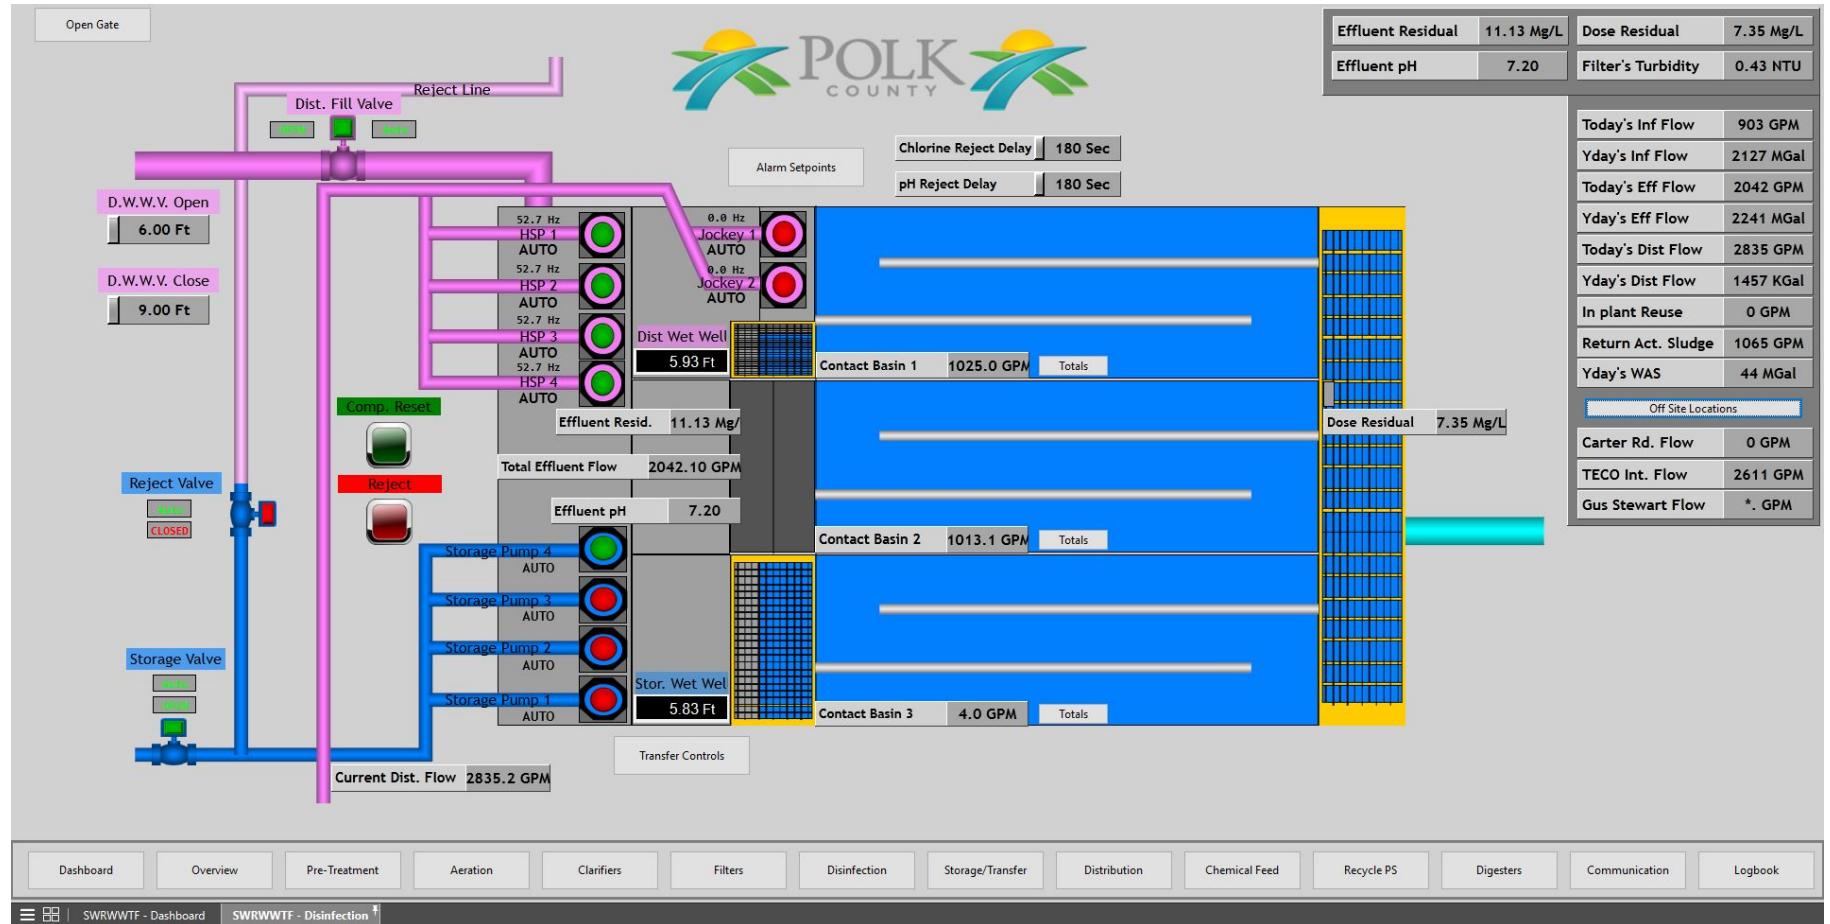 Open Gate
POLK
COUNTY
Effluent Residual 11.13 Mg/L Dose Residual 7.35 Mg/L
Effluent pH 7.20 Filter's Turbidity 0.43 NTU
Reject Line
Dist. Fill Valve
OPEN Auto
Alarm Setpoints
Chlorine Reject Delay 180 Sec
pH Reject Delay 180 Sec
Today's Inf Flow 903 GPM
Yday's Inf Flow 2127 MGal
Today's Eff Flow 2042 GPM
Yday's Eff Flow 2241 MGal
Today's Dist Flow 2835 GPM
Yday's Dist Flow 1457 KGal
In plant Reuse 0 GPM
Return Act. Sludge 1065 GPM
Yday's WAS 44 MGal
Off Site Locations
Carter Rd. Flow 0 GPM
TECO Int. Flow 2611 GPM
Gus Stewart Flow *. GPM
D.W.W.V. Open
6.00 Ft
D.W.W.V. Close
9.00 Ft
52.7 Hz
HSP 1
AUTO
52.7 Hz
HSP 2
AUTO
52.7 Hz
HSP 3
AUTO
52.7 Hz
HSP 4
AUTO
0.0 Hz
Jockey 1
AUTO
0.0 Hz
Jockey 2
AUTO
Dist Wet Well
5.93 Ft
Contact Basin 1 1025.0 GPM Totals
Comp. Reset
Reject
Effluent Resid. 11.13 Mg/
Total Effluent Flow 2042.10 GPM
Effluent pH 7.20
Dose Residual 7.35 Mg/L
Contact Basin 2 1013.1 GPM Totals
Reject Valve
Auto
CLOSED
Storage Pump 4
AUTO
Storage Pump 3
AUTO
Storage Pump 2
AUTO
Storage Pump 1
AUTO
Stor. Wet Wel
5.83 Ft
Contact Basin 3 4.0 GPM Totals
Storage Valve
Auto
OPEN
Transfer Controls
Current Dist. Flow 2835.2 GPM
Dashboard Overview Pre-Treatment Aeration Clarifiers Filters Disinfection Storage/Transfer Distribution Chemical Feed Recycle PS Digesters Communication Logbook
SWRWWTF - Dashboard SWRWWTF - Disinfection